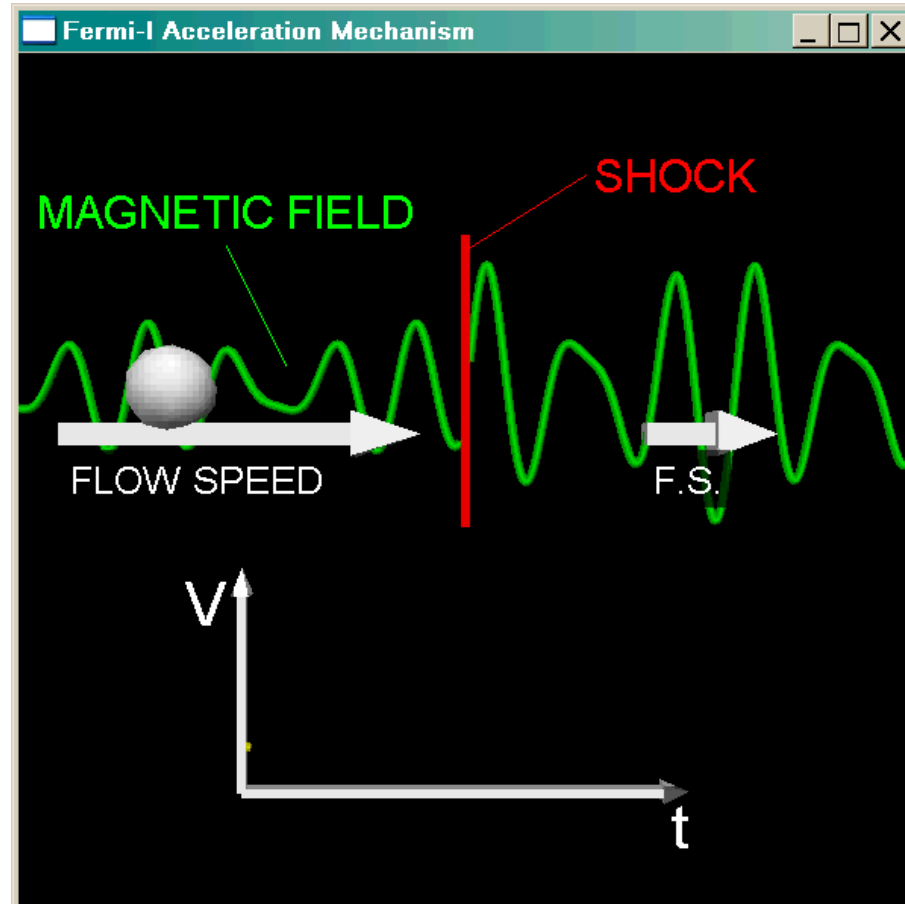 Fermi-I Acceleration Mechanism
SHOCK
MAGNETIC FIELD
FLOW SPEED
F.S.
V
t